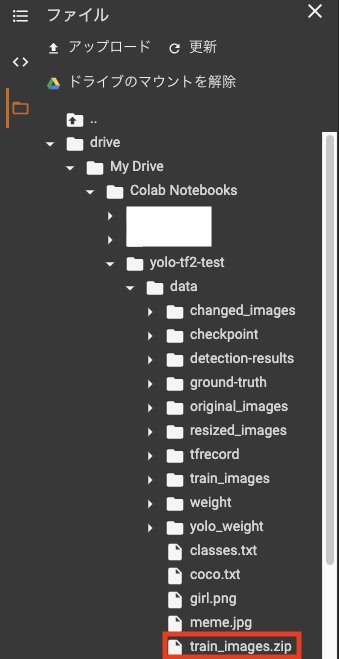 ファイル
アップロード 更新
ドライブのマウントを解除
..
drive
My Drive
Colab Notebooks
yolo-tf2-test
data
changed_images
checkpoint
detection-results
ground-truth
original_images
resized_images
tfrecord
train_images
weight
yolo_weight
classes.txt
coco.txt
girl.png
meme.jpg
train_images.zip